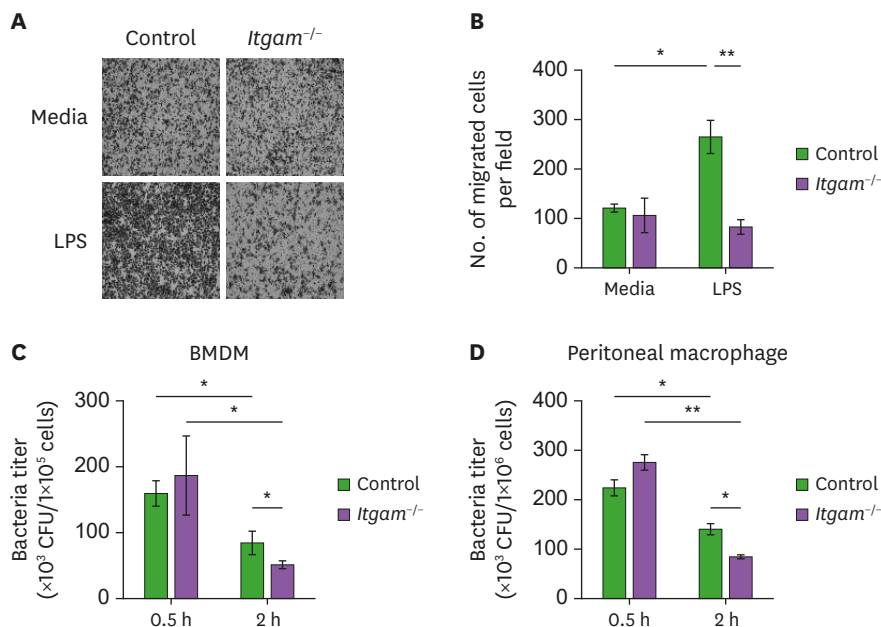 A
Control Itgam⁻/⁻
Media
LPS
B
* **
No. of migrated cells
per field
400
300
200
100
0
Media LPS
Control
Itgam⁻/⁻
C BMDM
*
*
*
Bacteria titer
(×10³ CFU/1×10⁵ cells)
300
200
100
0
0.5 h 2 h
Control
Itgam⁻/⁻
D Peritoneal macrophage
*
**
*
Bacteria titer
(×10³ CFU/1×10⁶ cells)
400
300
200
100
0
0.5 h 2 h
Control
Itgam⁻/⁻